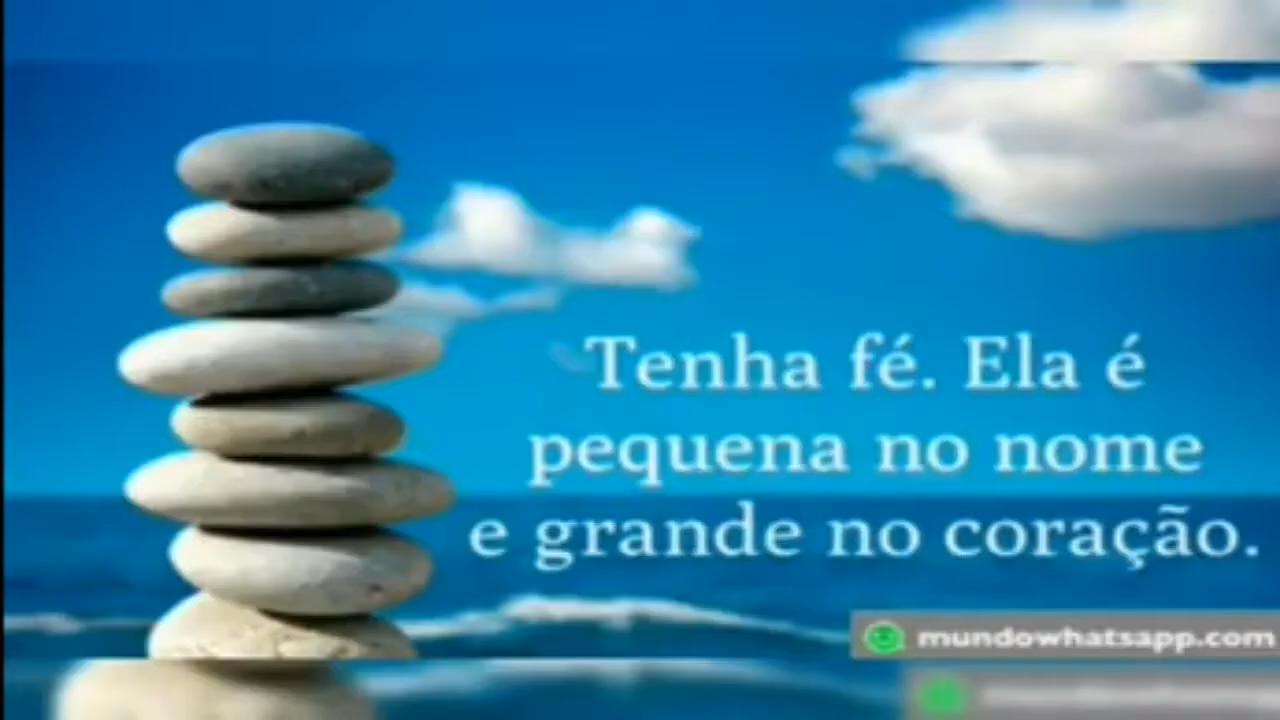 Tenha fé. Ela é
pequena no nome
e grande no coração.
mundowhatsapp.com